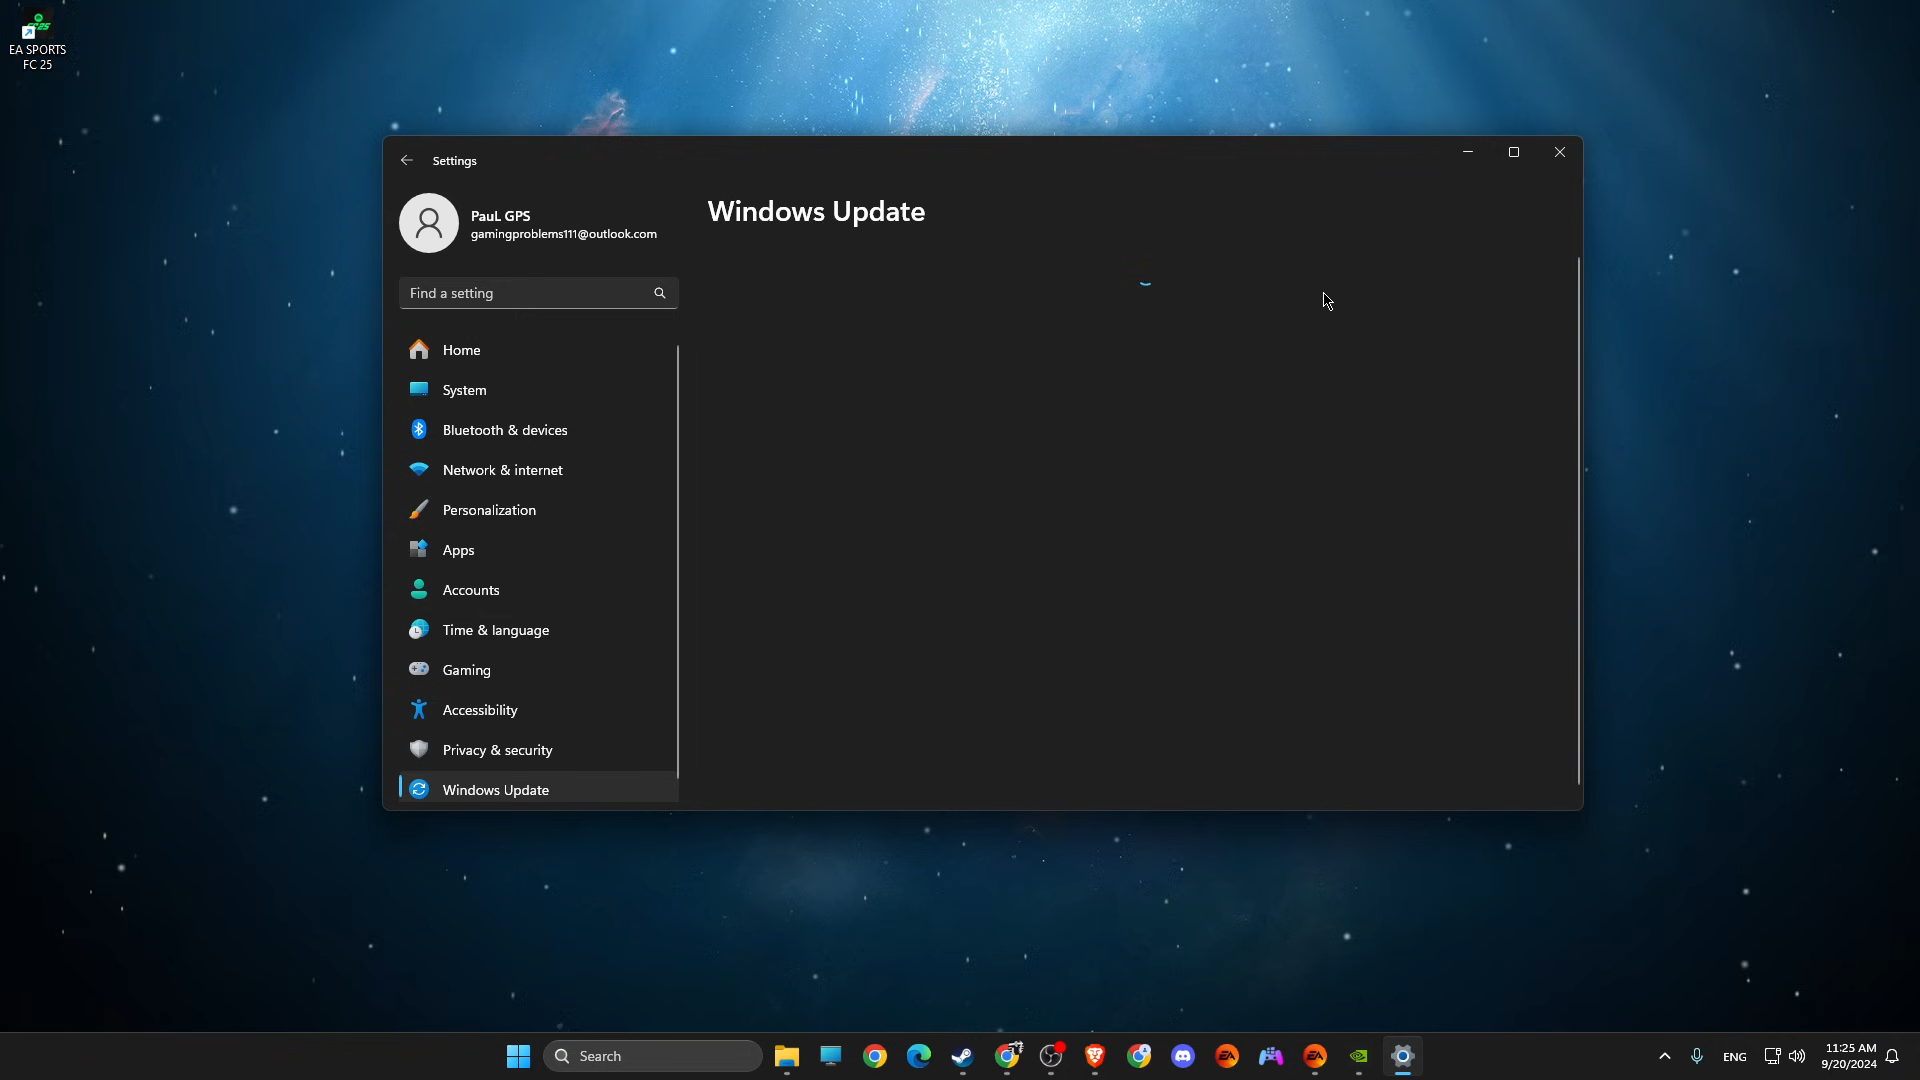 EA SPORTS
FC 25
Settings
PauL GPS
gamingproblems111@outlook.com
Find a setting
Home
System
Bluetooth & devices
Network & internet
Personalization
Apps
Accounts
Time & language
Gaming
Accessibility
Privacy & security
Windows Update
Windows Update
Search
ENG
11:25 AM
9/20/2024